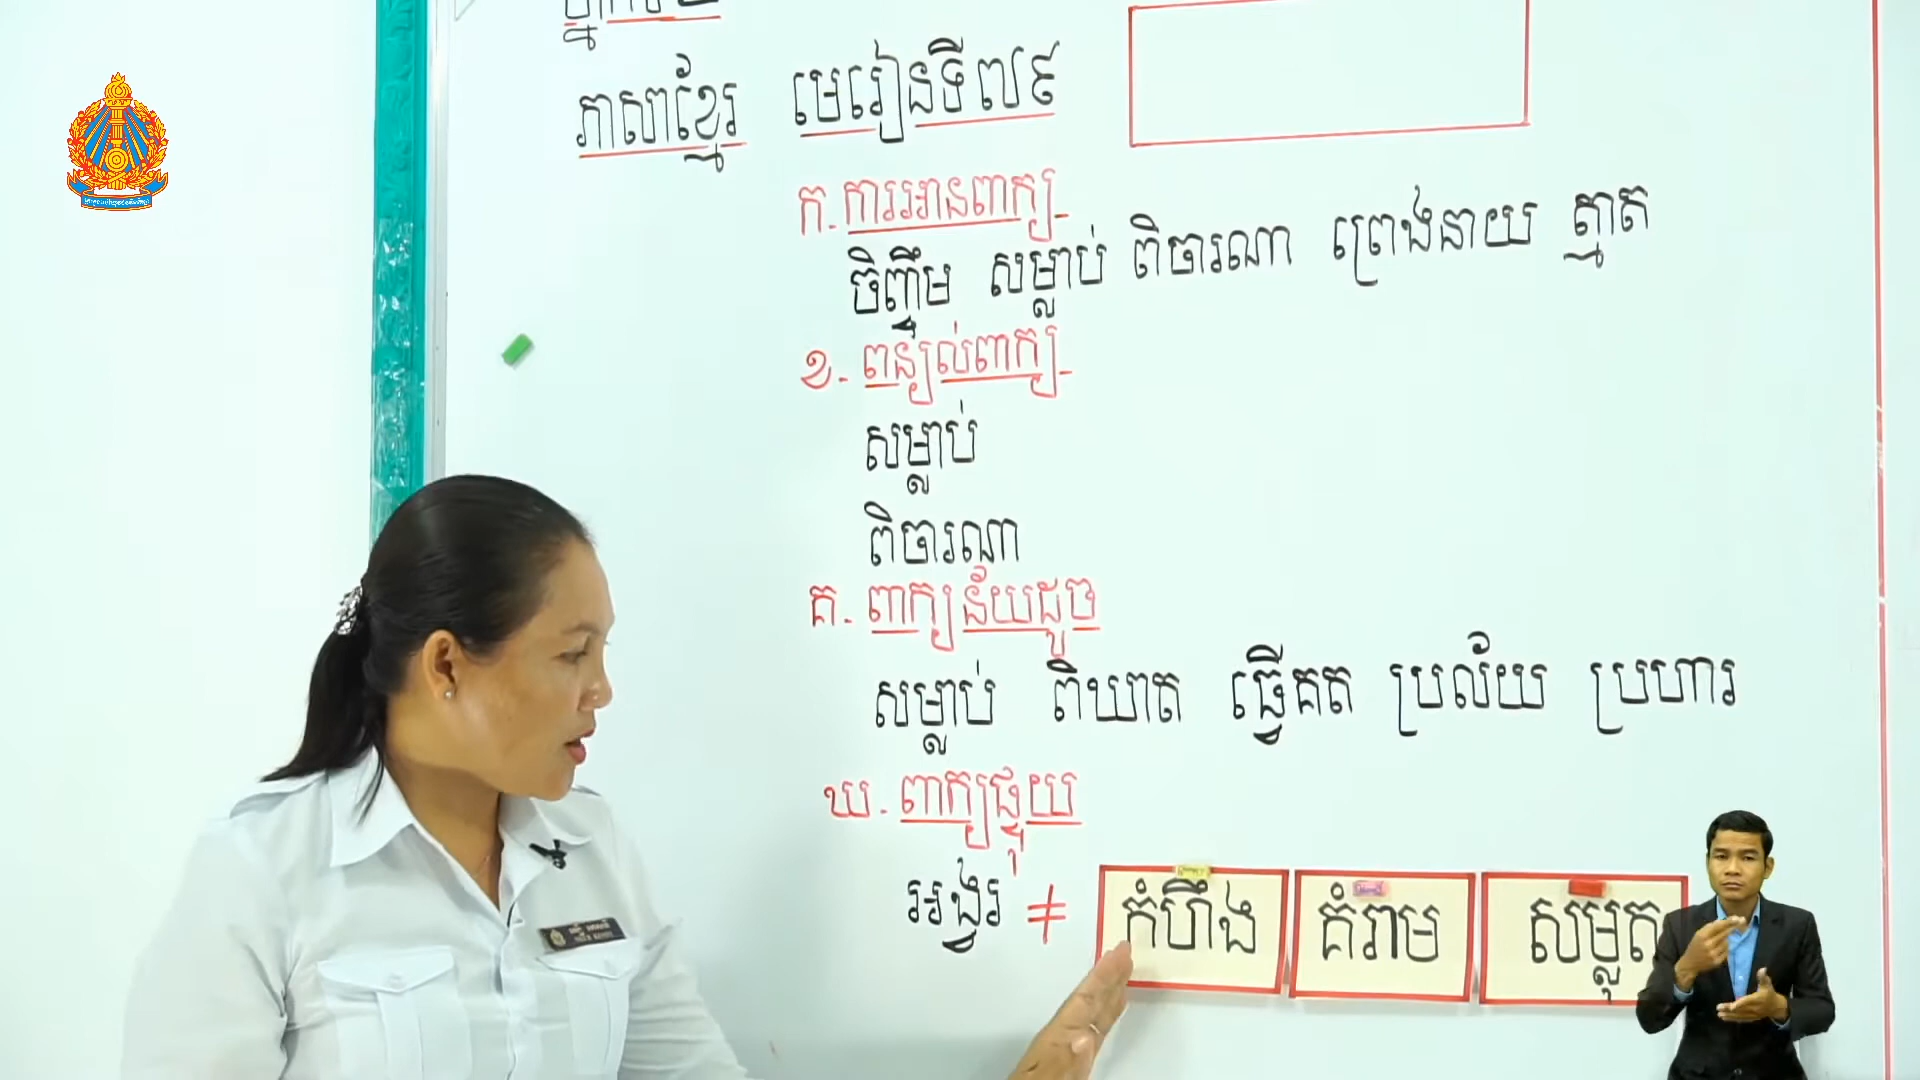 ភាសាខ្មែរ មេរៀនទី៧៩
ក. ការអានពាក្យ
ចិញ្ចឹម សម្លាប់ ពិចារណា ព្រេងនាយ ត្មាត
ខ. ពន្យល់ពាក្យ
សម្លាប់
ពិចារណា
គ. ពាក្យន័យដូច
សម្លាប់ ពិឃាត ធ្វើគត ប្រល័យ ប្រហារ
ឃ. ពាក្យផ្ទុយ
អង្វរ ≠ កំហឹង គំរាម សម្លុត